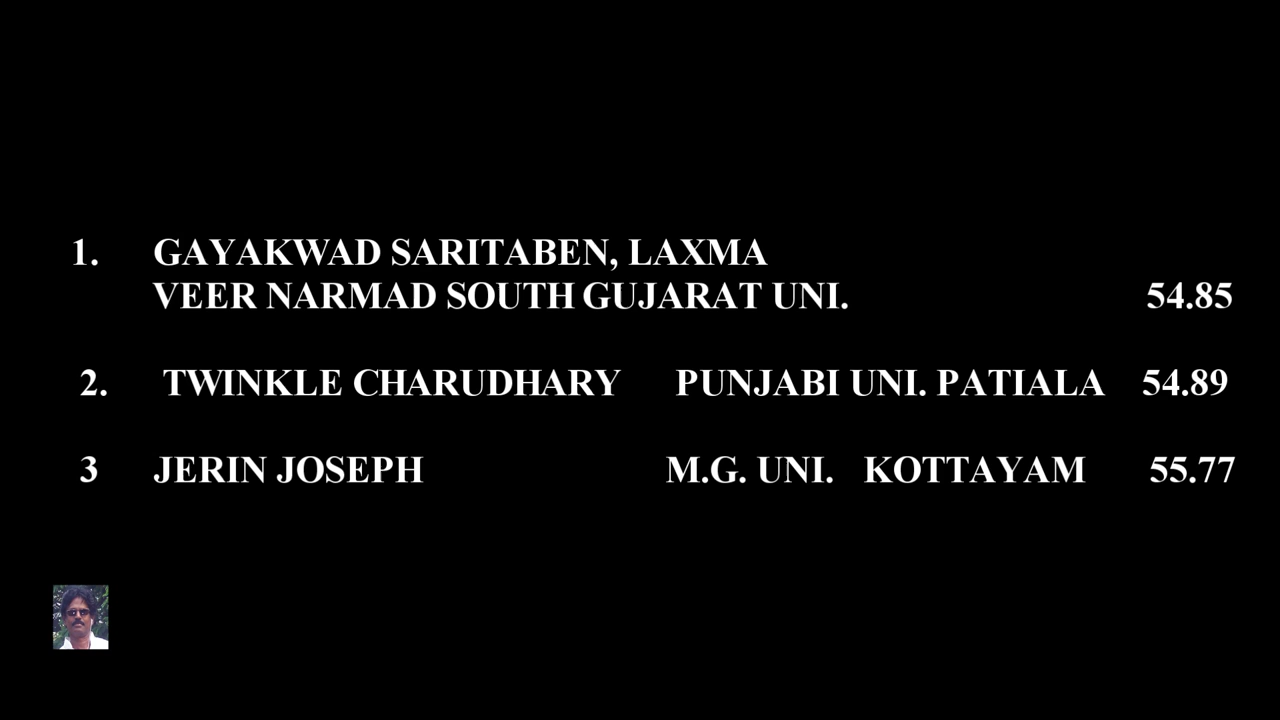 1. GAYAKWAD SARITABEN, LAXMA
VEER NARMAD SOUTH GUJARAT UNI. 54.85
2. TWINKLE CHARUDHARY PUNJABI UNI. PATIALA 54.89
3 JERIN JOSEPH M.G. UNI. KOTTAYAM 55.77